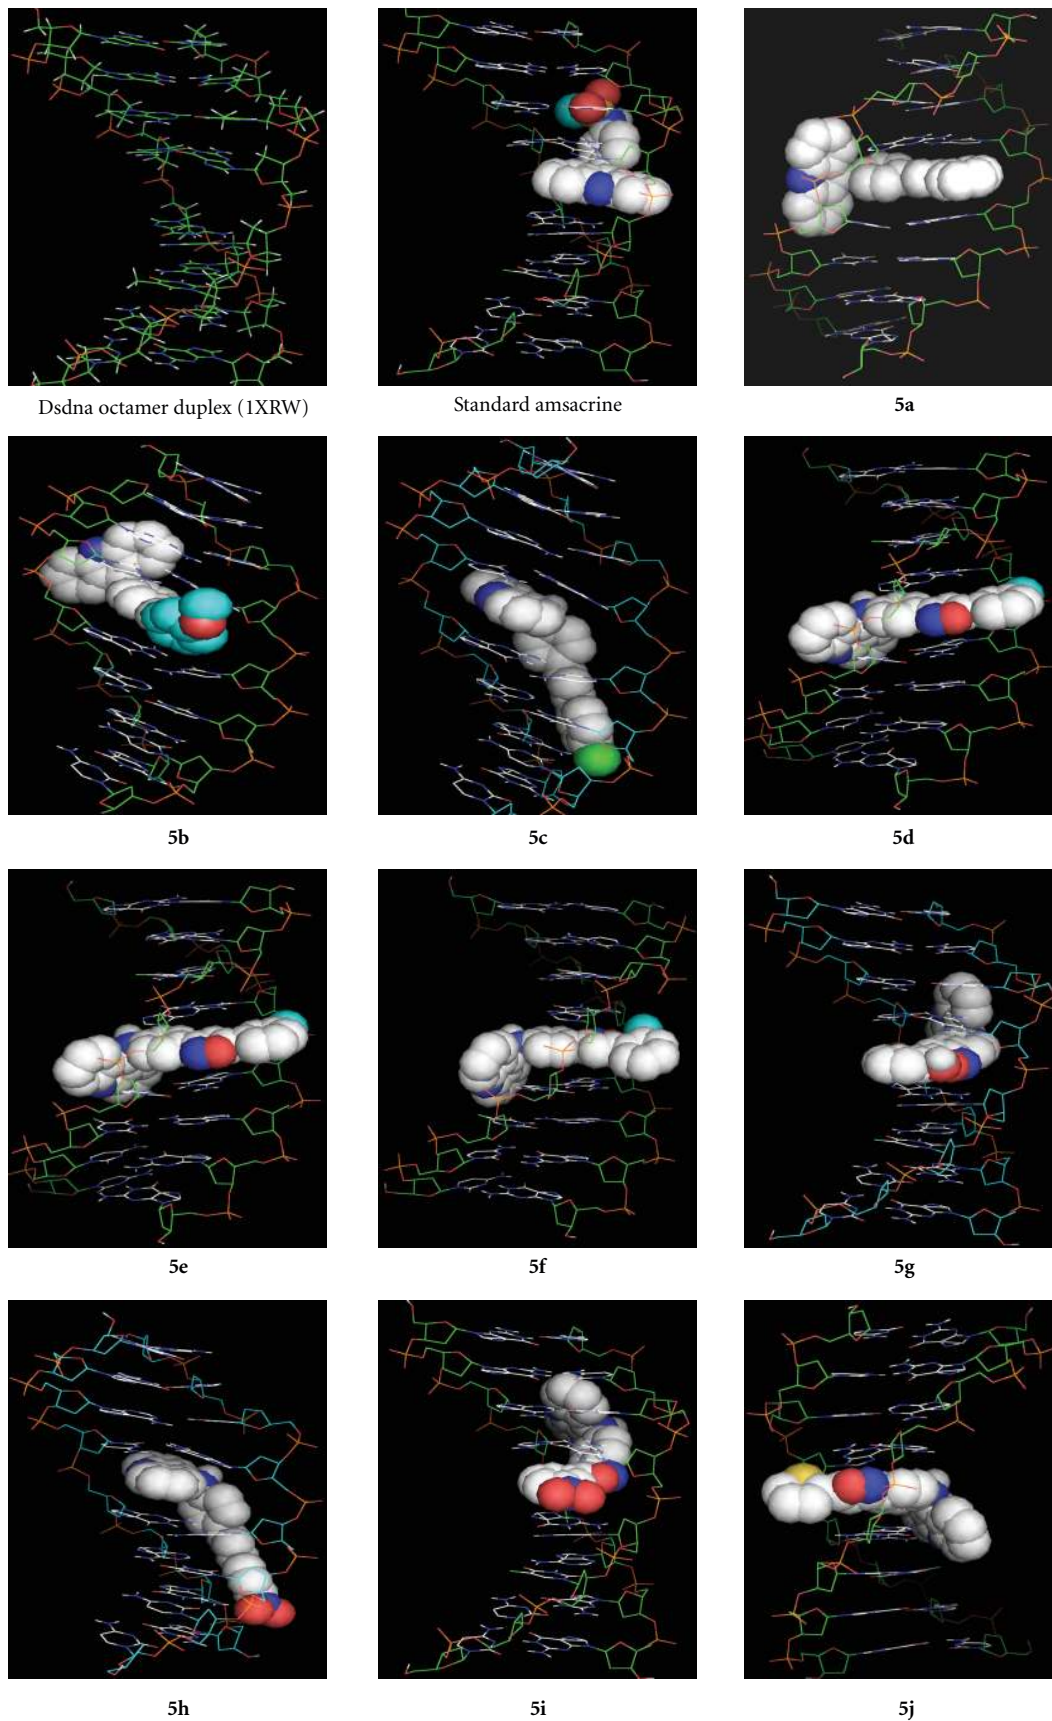 Dsdna octamer duplex (1XRW)
Standard amsacrine
5a
5b
5c
5d
5e
5f
5g
5h
5i
5j